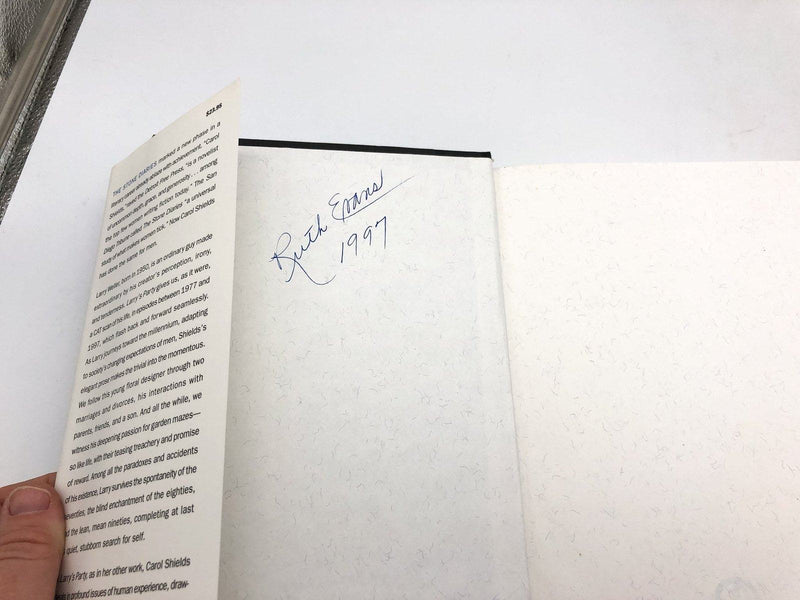 $23.95
THE STONE DIARIES marked a new phase in a
literary career already ablaze with achievement. "Carol
Shields," raved the Detroit Free Press, "is a novelist
of uncommon depth, grace, and generosity . . . among
the top few women writing fiction today." The San
Diego Tribune called The Stone Diaries "a universal
study of what makes women tick." Now Carol Shields
has done the same for men.
Larry Weller, born in 1950, is an ordinary guy made
extraordinary by his creator's perception, irony,
and tenderness. Larry's Party gives us, as it were,
a CAT scan of his life, in episodes between 1977 and
1997, which flash back and forward seamlessly.
As Larry journeys toward the millennium, adapting
to society's changing expectations of men, Shields's
elegant prose makes the trivial into the momentous.
We follow this young floral designer through two
marriages and divorces, his interactions with
parents, friends, and a son. And all the while, we
witness his deepening passion for garden mazes—
so like life, with their teasing treachery and promise
of reward. Among all the paradoxes and accidents
of his existence, Larry survives the spontaneity of the
seventies, the blind enchantment of the eighties,
the lean, mean nineties, completing at last
quiet, stubborn search for self.
Larry's Party, as in her other work, Carol Shields
profound issues of human experience, draw-
Ruth Evans
1997